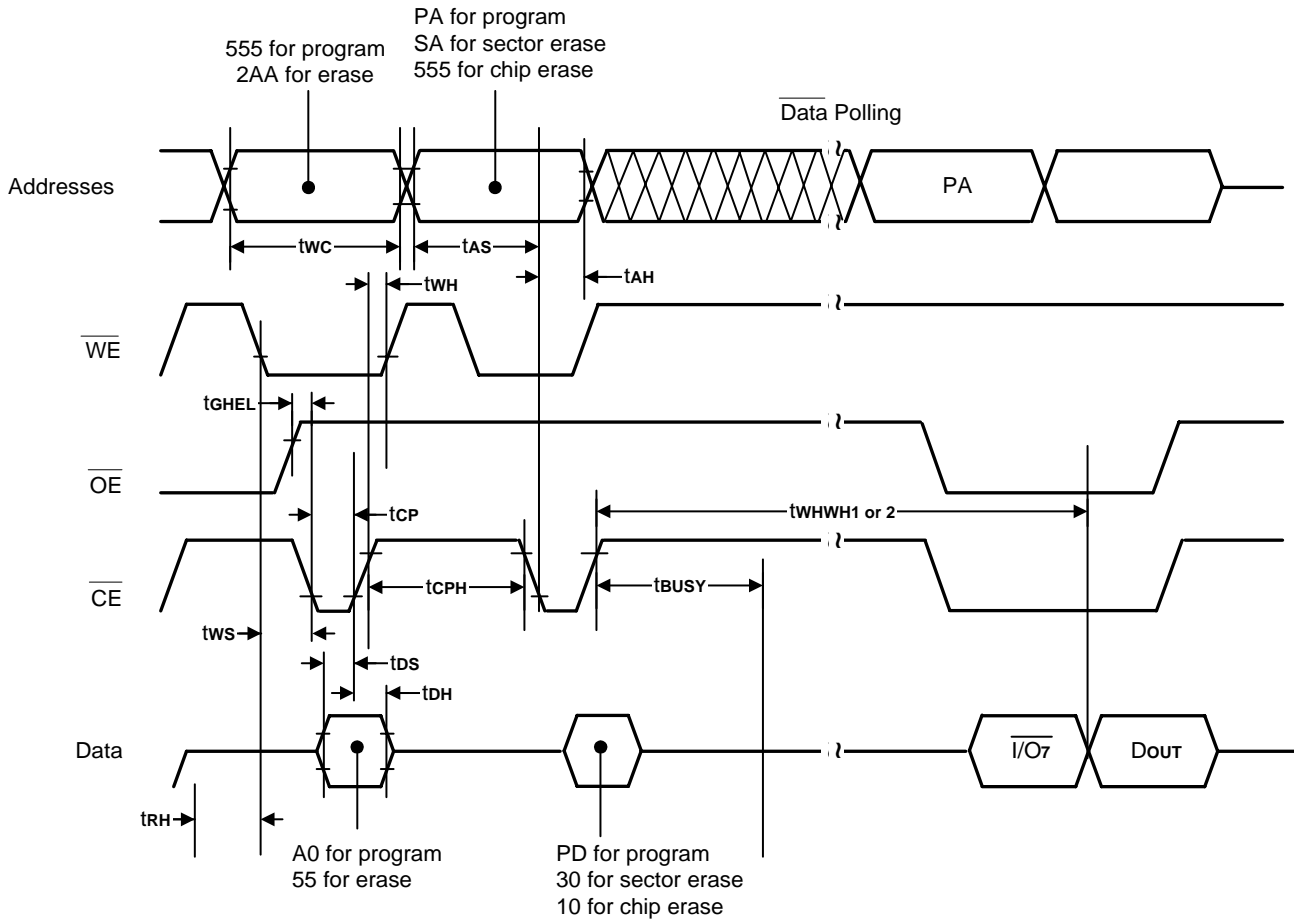 PA for program
SA for sector erase
555 for chip erase
555 for program
2AA for erase
Data Polling
Addresses
PA
tWC
tAS
tAH
tWH
WE
tGHEL
OE
tWHWH1 or 2
tCP
tCPH
tBUSY
CE
tWS
tDS
tDH
Data
I/O7
DOUT
tRH
A0 for program
55 for erase
PD for program
30 for sector erase
10 for chip erase